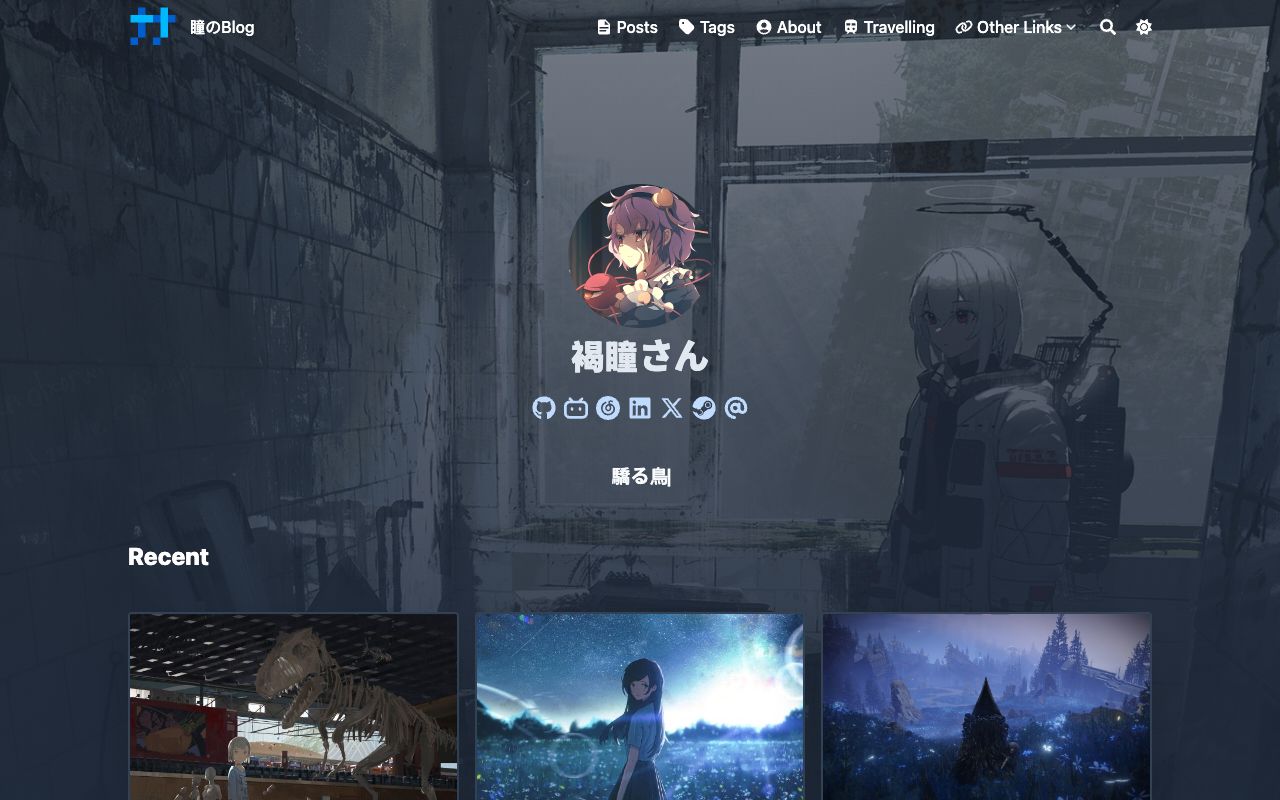 瞳のBlog
Posts
Tags
About
Travelling
Other Links
褐瞳さん
驕る鳥
Recent